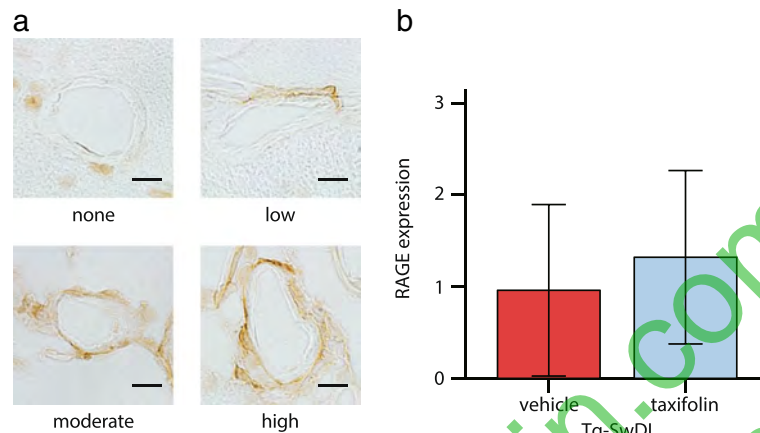 a
b
none
low
moderate
high
RAGE expression
3
2
1
0
vehicle
taxifolin